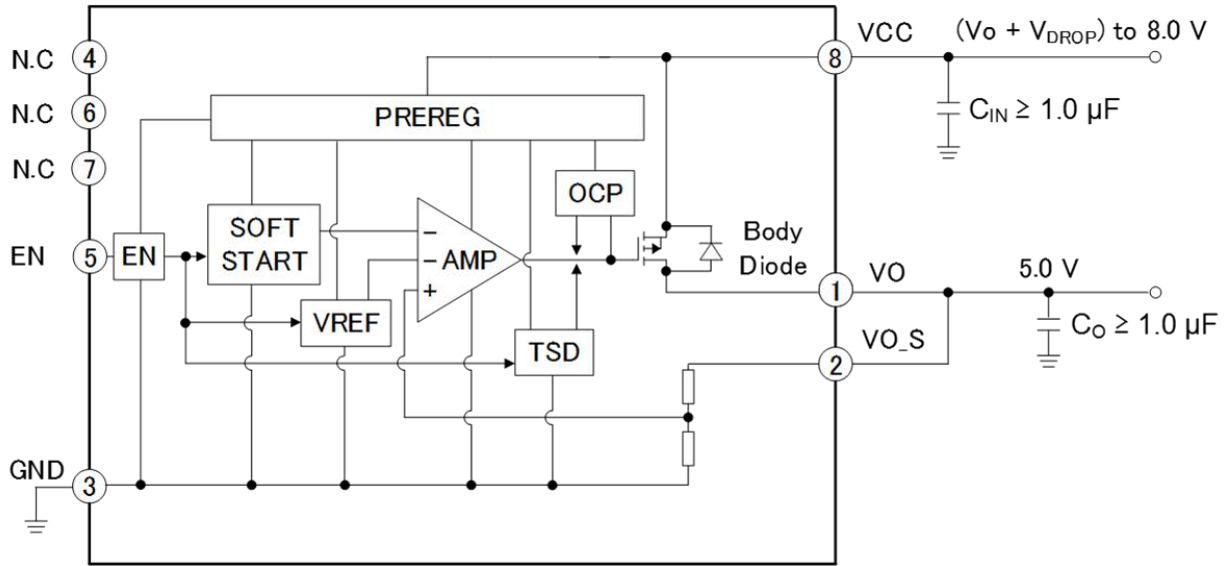 N.C
4
VCC
(Vo + VDROP) to 8.0 V
8
N.C
6
PREREG
CIN ≥ 1.0 μF
N.C
7
OCP
SOFT
START
−
Body
Diode
EN
5
EN
−
AMP
+
VREF
1
VO
5.0 V
TSD
VO_S
2
CO ≥ 1.0 μF
GND
3